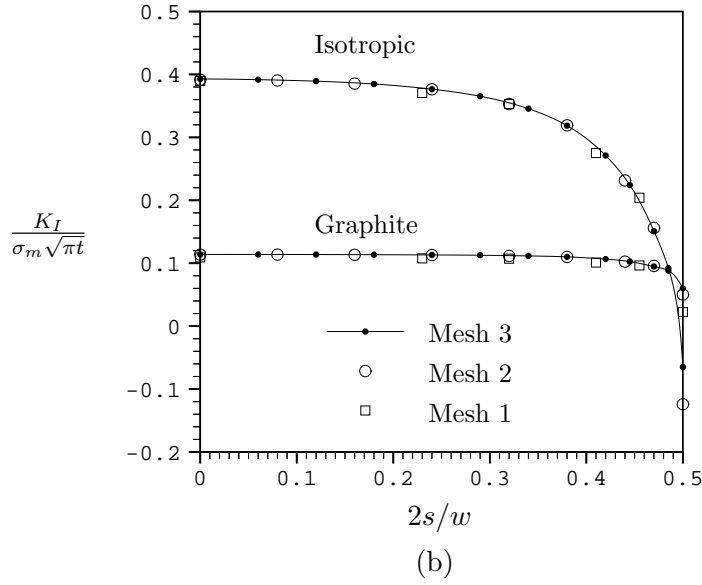 0.5
Isotropic
0.4
0.3
0.2
Graphite
K_I
σ_m√πt
0.1
0
Mesh 3
Mesh 2
-0.1
Mesh 1
-0.2
0 0.1 0.2 0.3 0.4 0.5
2s/w
(b)